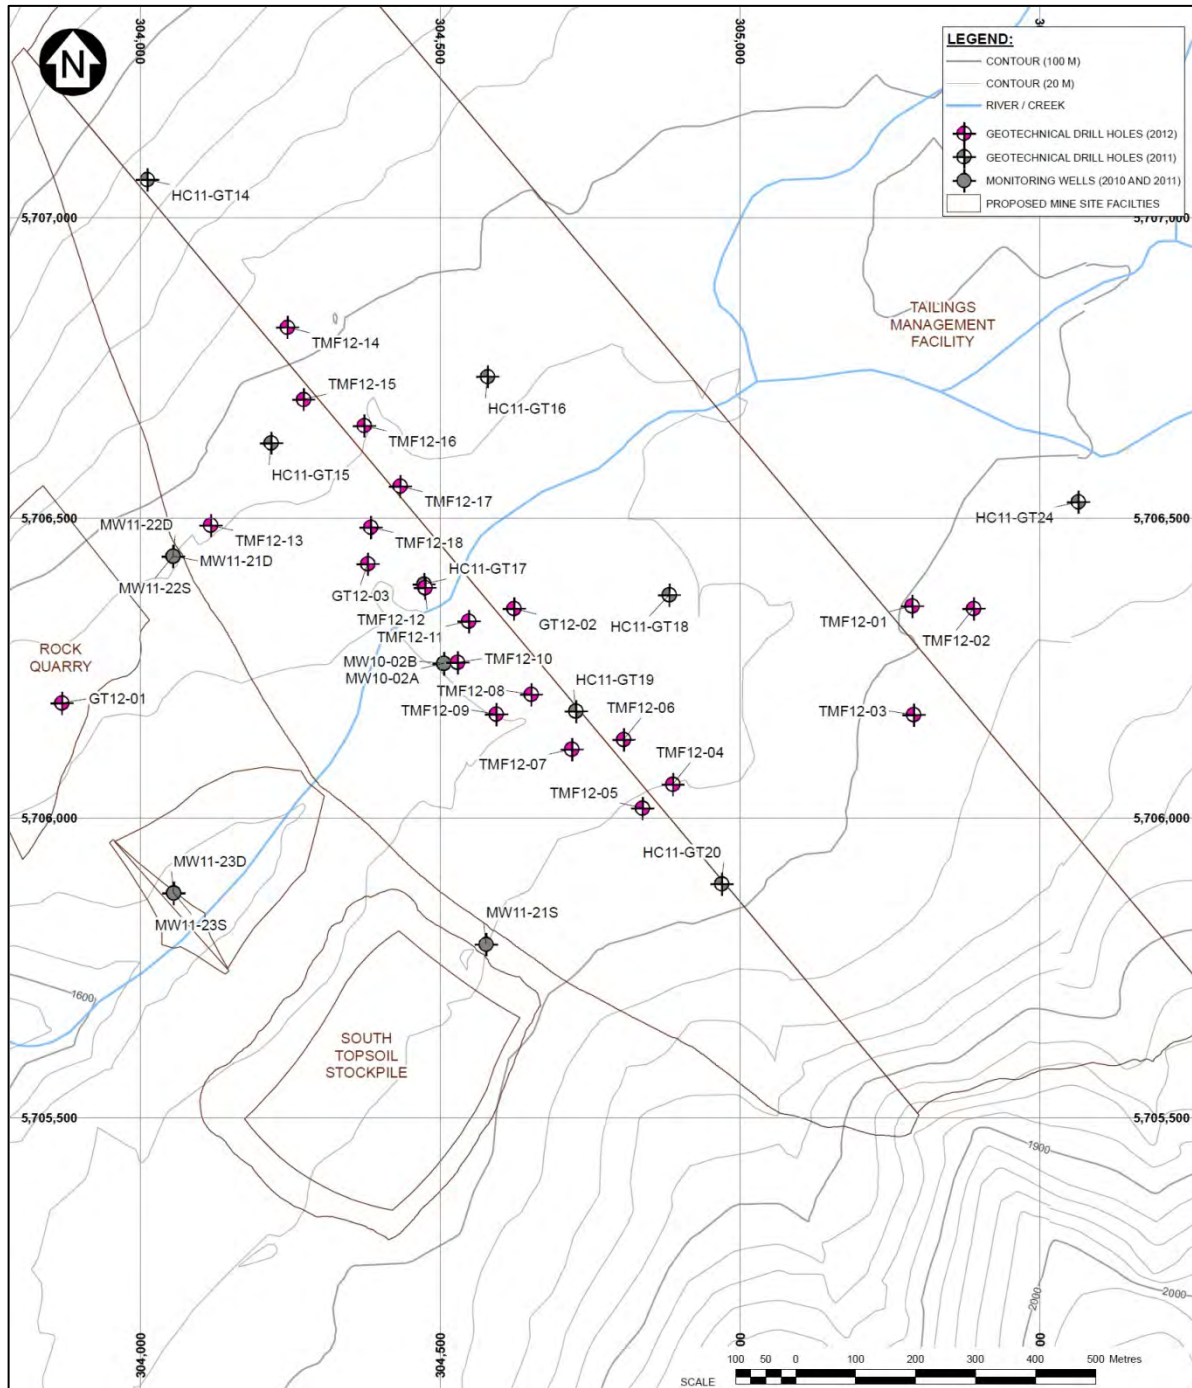 304,000
304,500
305,000
N
LEGEND:
CONTOUR (100 M)
CONTOUR (20 M)
RIVER / CREEK
GEOTECHNICAL DRILL HOLES (2012)
GEOTECHNICAL DRILL HOLES (2011)
MONITORING WELLS (2010 AND 2011)
PROPOSED MINE SITE FACILTIES
HC11-GT14
5,707,000
5,707,000
TAILINGS
MANAGEMENT
FACILITY
TMF12-14
TMF12-15
HC11-GT16
TMF12-16
HC11-GT15
TMF12-17
5,706,500
HC11-GT24
5,706,500
MW11-22D
TMF12-13
TMF12-18
MW11-21D
HC11-GT17
MW11-22S
GT12-03
TMF12-12
GT12-02
HC11-GT18
TMF12-01
TMF12-11
TMF12-02
ROCK
QUARRY
MW10-02B
TMF12-10
MW10-02A
TMF12-08
HC11-GT19
GT12-01
TMF12-09
TMF12-06
TMF12-03
TMF12-07
TMF12-04
TMF12-05
5,706,000
5,706,000
HC11-GT20
MW11-23D
MW11-21S
MW11-23S
1600
SOUTH
TOPSOIL
STOCKPILE
5,705,500
5,705,500
1900
2000
2000
304,000
304,500
100 50 0 100 200 300 400 500 Metres
SCALE